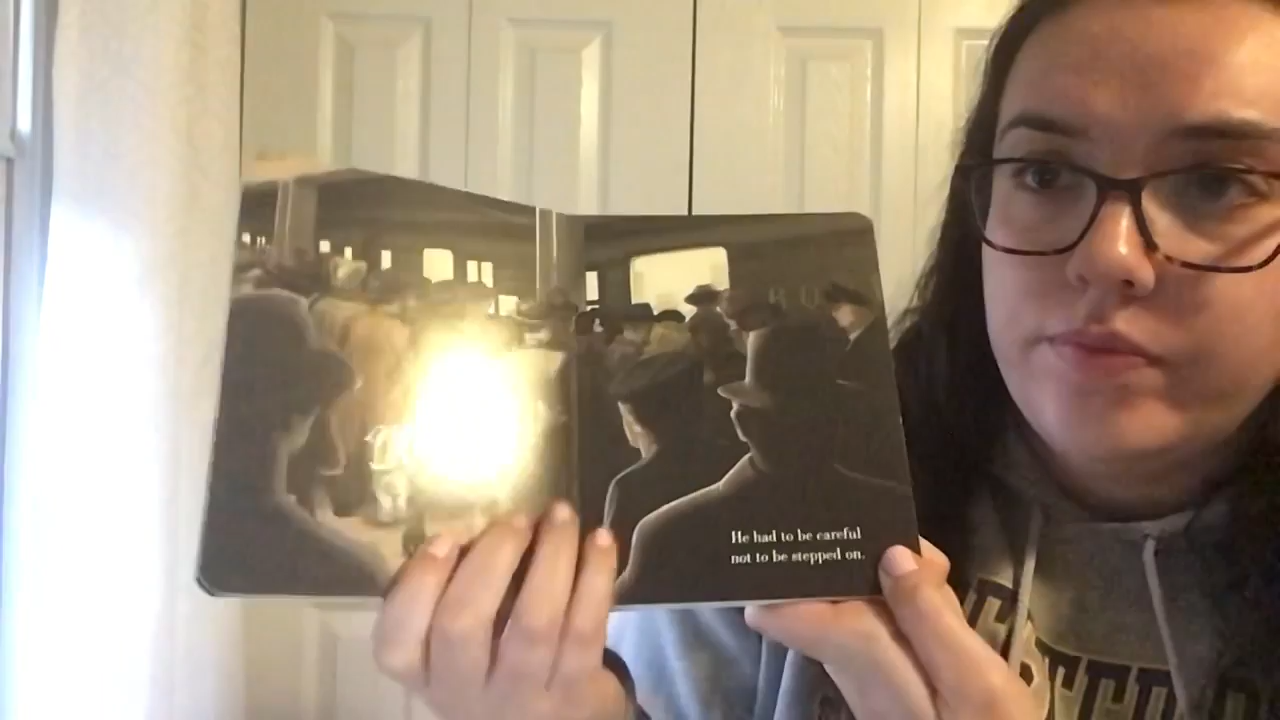 He had to be careful
not to be stepped on.